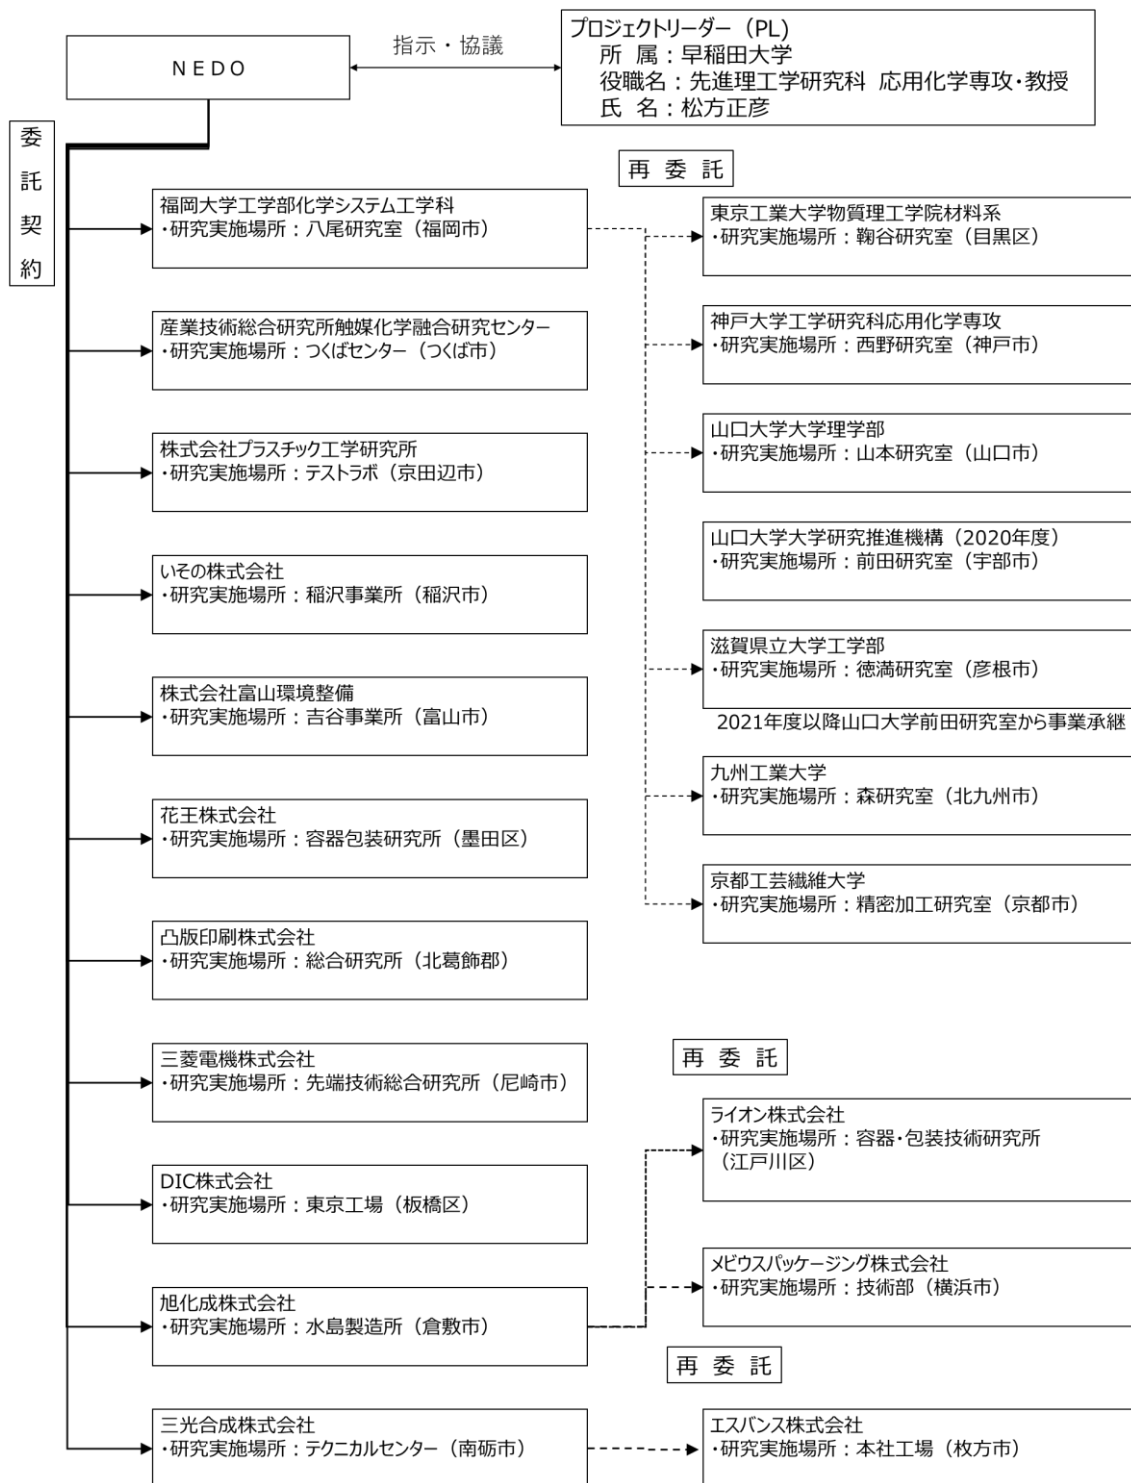 NEDO
指示・協議
プロジェクトリーダー（PL）
所 属：早稲田大学
役職名：先進理工学研究科 応用化学専攻・教授
氏 名：松方正彦
委託契約
再 委 託
福岡大学工学部化学システム工学科
・研究実施場所：八尾研究室（福岡市）
産業技術総合研究所触媒化学融合研究センター
・研究実施場所：つくばセンター（つくば市）
株式会社プラスチック工学研究所
・研究実施場所：テストラボ（京田辺市）
いその株式会社
・研究実施場所：稲沢事業所（稲沢市）
株式会社富山環境整備
・研究実施場所：吉谷事業所（富山市）
花王株式会社
・研究実施場所：容器包装研究所（墨田区）
凸版印刷株式会社
・研究実施場所：総合研究所（北葛飾郡）
三菱電機株式会社
・研究実施場所：先端技術総合研究所（尼崎市）
DIC株式会社
・研究実施場所：東京工場（板橋区）
旭化成株式会社
・研究実施場所：水島製造所（倉敷市）
三光合成株式会社
・研究実施場所：テクニカルセンター（南砺市）
東京工業大学物質理工学院材料系
・研究実施場所：鞠谷研究室（目黒区）
神戸大学工学研究科応用化学専攻
・研究実施場所：西野研究室（神戸市）
山口大学大学理学部
・研究実施場所：山本研究室（山口市）
山口大学大学研究推進機構（2020年度）
・研究実施場所：前田研究室（宇部市）
滋賀県立大学工学部
・研究実施場所：徳満研究室（彦根市）
2021年度以降山口大学前田研究室から事業承継
九州工業大学
・研究実施場所：森研究室（北九州市）
京都工芸繊維大学
・研究実施場所：精密加工研究室（京都市）
再 委 託
ライオン株式会社
・研究実施場所：容器・包装技術研究所
（江戸川区）
メビウスパッケージング株式会社
・研究実施場所：技術部（横浜市）
再 委 託
エスバンス株式会社
・研究実施場所：本社工場（枚方市）